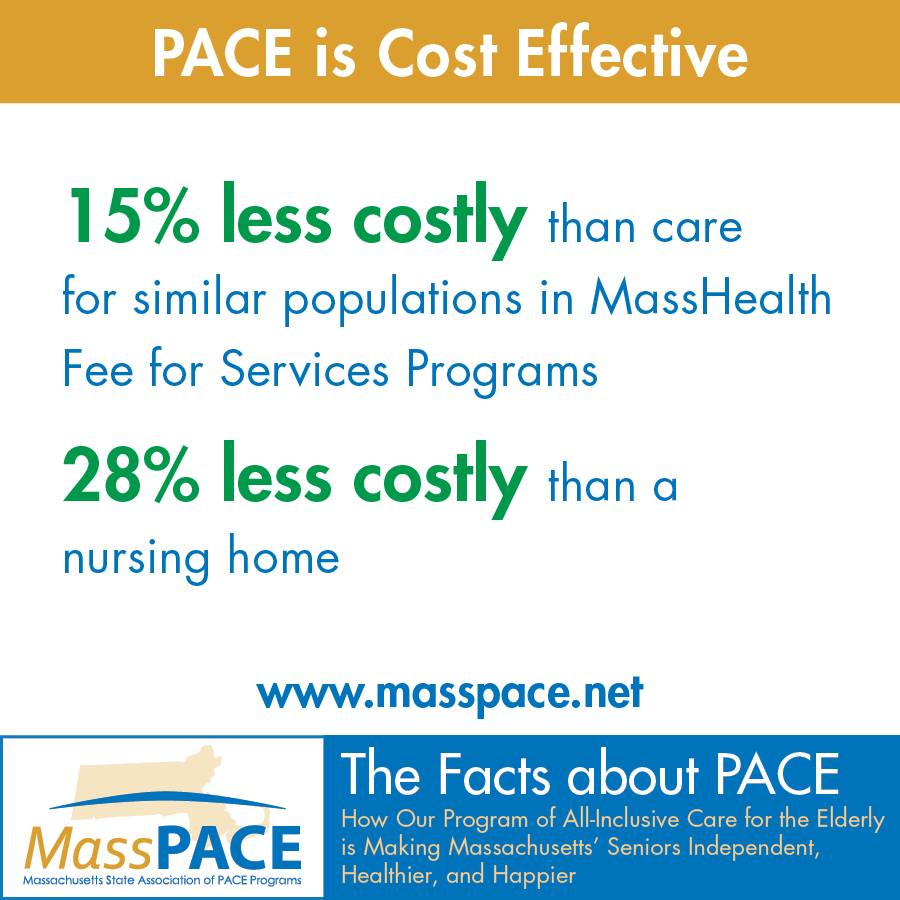 PACE is Cost Effective
15% less costly than care
for similar populations in MassHealth
Fee for Services Programs
28% less costly than a
nursing home
www.masspace.net
MassPACE
Massachusetts State Association of PACE Programs
The Facts about PACE
How Our Program of All-Inclusive Care for the Elderly
is Making Massachusetts’ Seniors Independent,
Healthier, and Happier